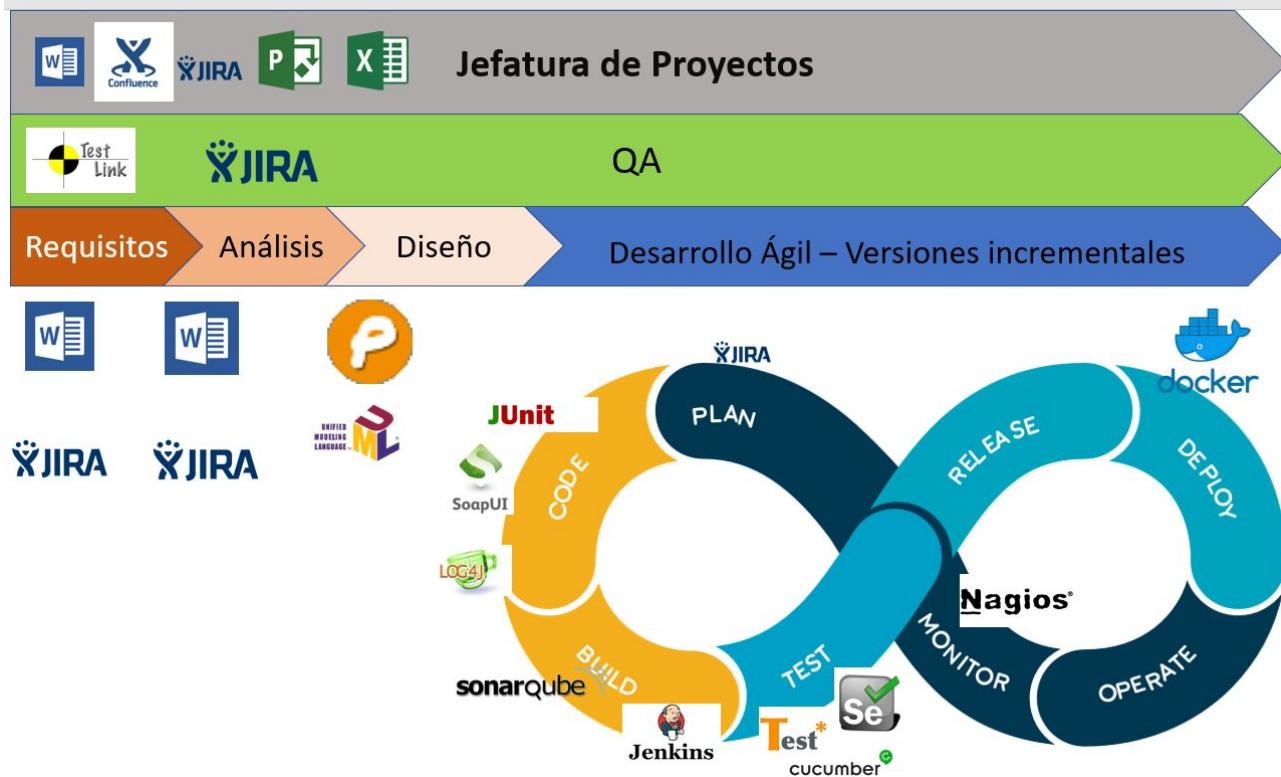 W
Confluence
JIRA
P
X
Jefatura de Proyectos
Test
Link
JIRA
QA
Requisitos
Análisis
Diseño
Desarrollo Ágil – Versiones incrementales
W
W
P
JIRA
docker
UNIFIED
MODELING
LANGUAGE
UML
JIRA
JIRA
JUnit
SoapUI
LOG4J
PLAN
CODE
RELEASE
DEPLOY
Nagios®
BUILD
TEST
MONITOR
OPERATE
sonarqube
Jenkins
Se
Test*
cucumber